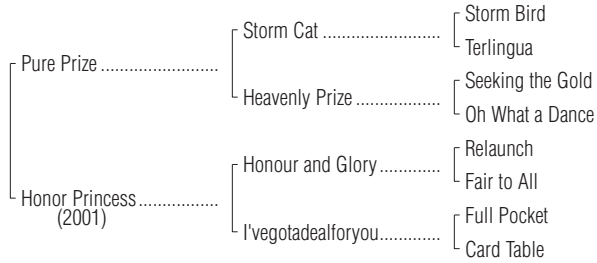 Storm Bird
Storm Cat ..........................
Terlingua
Pure Prize ..........................
Seeking the Gold
Heavenly Prize ...................
Oh What a Dance
Relaunch
Honour and Glory..............
Fair to All
Honor Princess..................
(2001)
Full Pocket
I'vegotadealforyou.............
Card Table